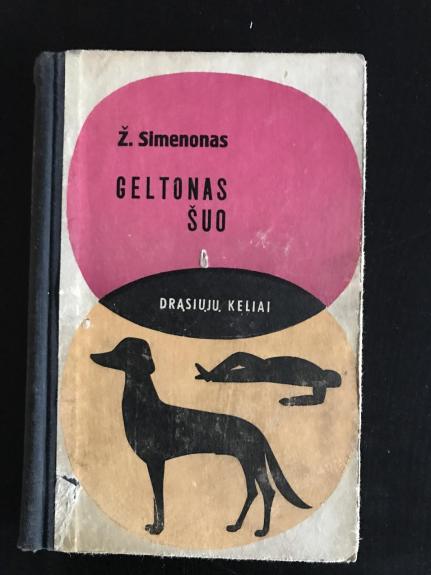 Ž. Simenonas
GELTONAS
ŠUO
DRĄSIŲJŲ KELIAI